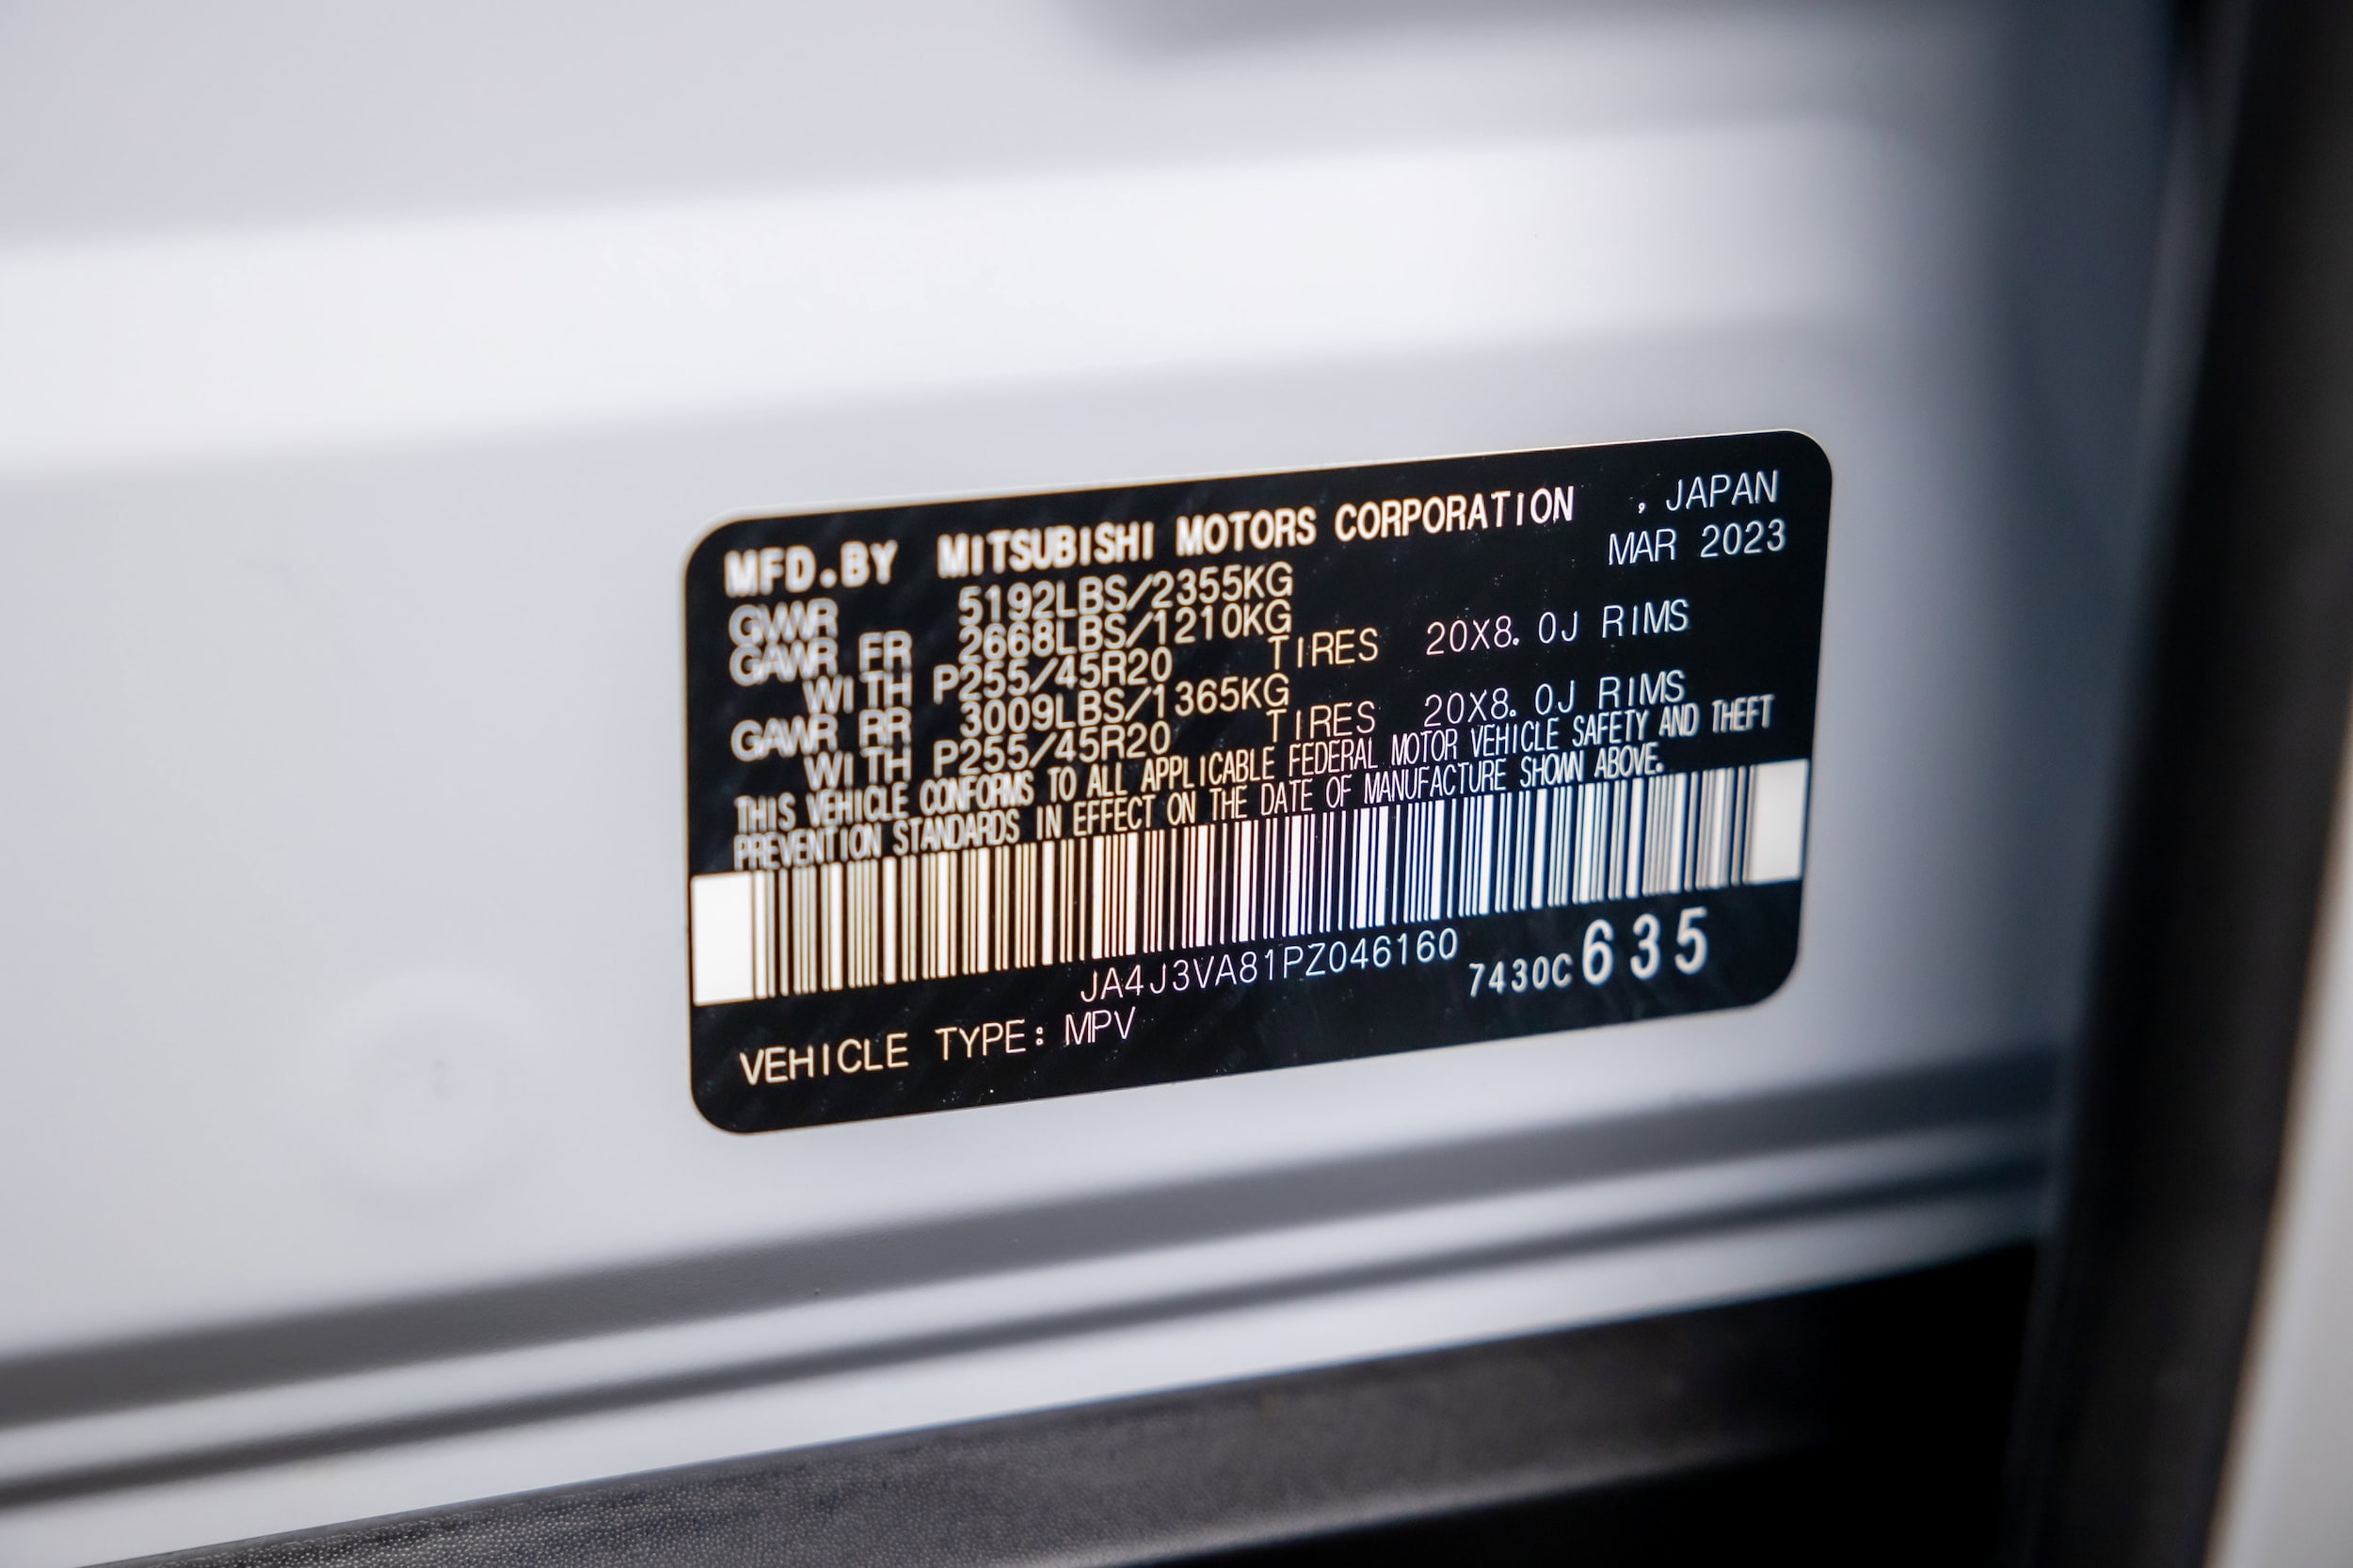 MFD.BY MITSUBISHI MOTORS CORPORATION , JAPAN
MAR 2023
GVWR 5192LBS/2355KG
GAWR FR 2668LBS/1210KG
WITH P255/45R20 TIRES 20X8.0J RIMS
GAWR RR 3009LBS/1365KG
WITH P255/45R20 TIRES 20X8.0J RIMS
THIS VEHICLE CONFORMS TO ALL APPLICABLE FEDERAL MOTOR VEHICLE SAFETY AND THEFT
PREVENTION STANDARDS IN EFFECT ON THE DATE OF MANUFACTURE SHOWN ABOVE.
JA4J3VA81PZ046160 7430C635
VEHICLE TYPE: MPV